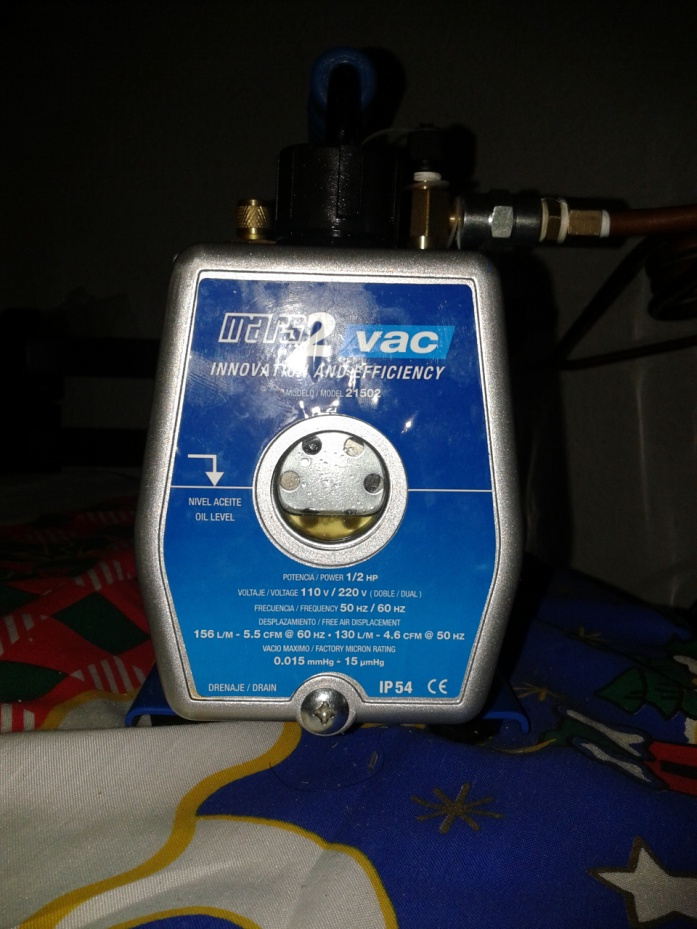 mars2 vac
INNOVATION AND EFFICIENCY
MODELO / MODEL 21502
NIVEL ACEITE
OIL LEVEL
POTENCIA / POWER 1/2 HP
VOLTAJE / VOLTAGE 110 V / 220 V ( DOBLE / DUAL )
FRECUENCIA / FREQUENCY 50 HZ / 60 HZ
DESPLAZAMIENTO / FREE AIR DISPLACEMENT
156 L/M - 5.5 CFM @ 60 HZ • 130 L/M - 4.6 CFM @ 50 HZ
VACIO MAXIMO / FACTORY MICRON RATING
0.015 mmHg - 15 µmHg
DRENAJE / DRAIN IP54 CE